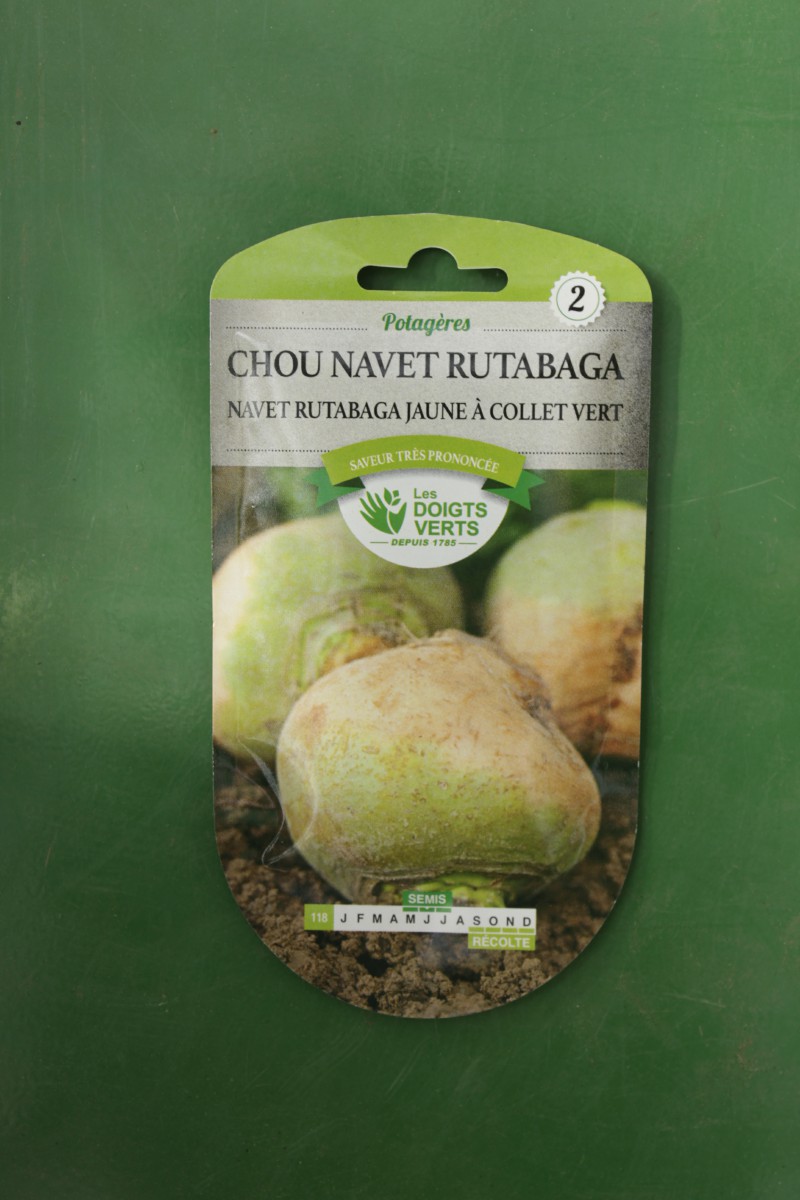 2
Potagères
CHOU NAVET RUTABAGA
NAVET RUTABAGA JAUNE À COLLET VERT
SAVEUR TRÈS PRONONCÉE
Les
DOIGTS
VERTS
DEPUIS 1785
SEMIS
118 J F M A M J J A S O N D
RÉCOLTE